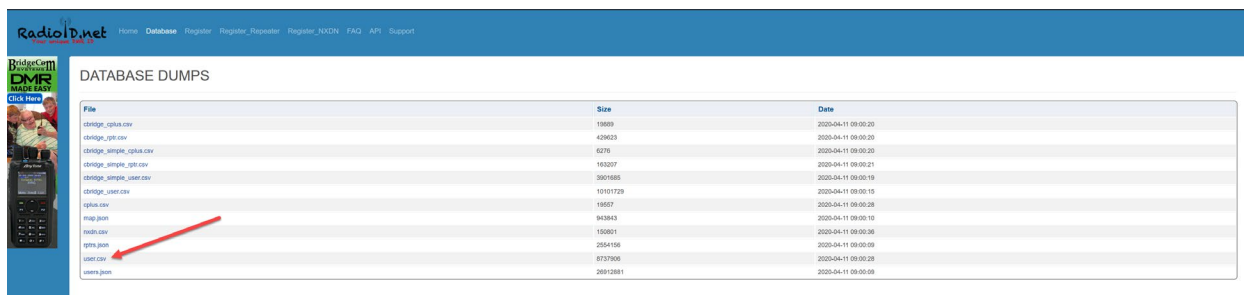 RadioID.net
Your unique DMR ID
Home Database Register Register_Repeater Register_NXDN FAQ API Support
BridgeCom
SYSTEMS
DMR
MADE EASY
Click Here
DATABASE DUMPS
File Size Date
cbridge_cplus.csv 19889 2020-04-11 09:00:20
cbridge_rptr.csv 429623 2020-04-11 09:00:20
cbridge_simple_cplus.csv 6276 2020-04-11 09:00:20
cbridge_simple_rptr.csv 163207 2020-04-11 09:00:21
cbridge_simple_user.csv 3901685 2020-04-11 09:00:19
cbridge_user.csv 10101729 2020-04-11 09:00:15
cplus.csv 19557 2020-04-11 09:00:28
map.json 943843 2020-04-11 09:00:10
nxdn.csv 150801 2020-04-11 09:00:36
rptrs.json 2554156 2020-04-11 09:00:09
user.csv 8737906 2020-04-11 09:00:28
users.json 26912881 2020-04-11 09:00:09